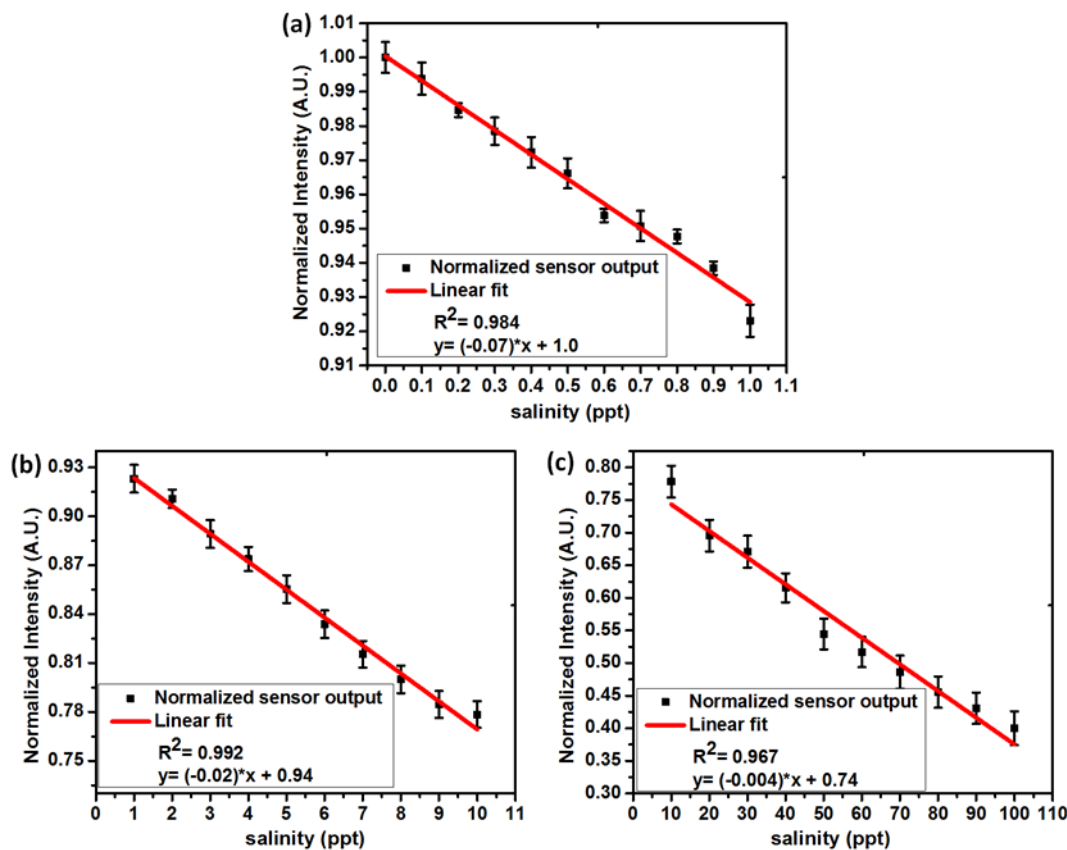 (a)
1.01
1.00
0.99
0.98
0.97
0.96
0.95
0.94
0.93
0.92
0.91
Normalized Intensity (A.U.)
Normalized sensor output
Linear fit
R²= 0.984
y= (-0.07)*x + 1.0
0.0 0.1 0.2 0.3 0.4 0.5 0.6 0.7 0.8 0.9 1.0 1.1
salinity (ppt)
(b)
0.93
0.90
0.87
0.84
0.81
0.78
0.75
Normalized Intensity (A.U.)
Normalized sensor output
Linear fit
R²= 0.992
y= (-0.02)*x + 0.94
0 1 2 3 4 5 6 7 8 9 10 11
salinity (ppt)
(c)
0.80
0.75
0.70
0.65
0.60
0.55
0.50
0.45
0.40
0.35
0.30
Normalized Intensity (A.U.)
Normalized sensor output
Linear fit
R²= 0.967
y= (-0.004)*x + 0.74
0 10 20 30 40 50 60 70 80 90 100 110
salinity (ppt)